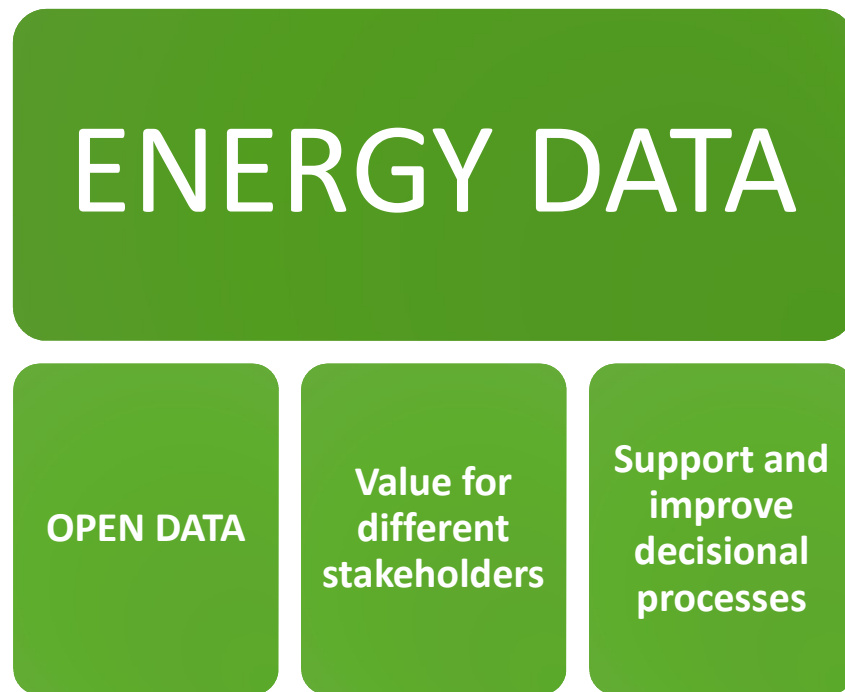 ENERGY DATA
OPEN DATA
Value for
different
stakeholders
Support and
improve
decisional
processes